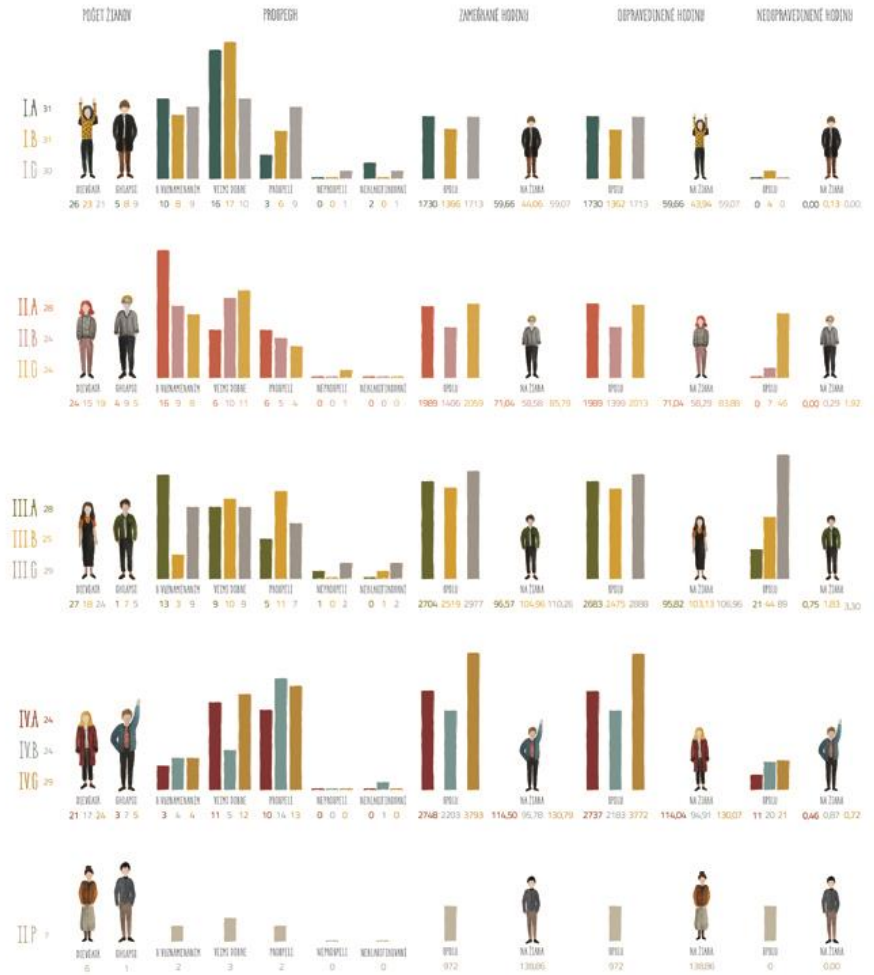 POČET ŽIAKOV PROSPECH ZAMEŠKANÉ HODINY OSPRAVEDLNENÉ HODINY NEOSPRAVEDLNENÉ HODINY
I.A 31
I.B 31
I.C 30
DIEVČATÁ CHLAPCI S VYZNAMENANÍM VEĽMI DOBRE PROSPELI NEPROSPELI NEKLASIFIKOVANÍ SPOLU NA ŽIAKA SPOLU NA ŽIAKA SPOLU NA ŽIAKA
26 23 21 5 8 9 10 8 9 16 17 10 3 6 9 0 0 1 2 0 1 1730 1366 1713 59,66 44,06 59,07 1730 1362 1713 59,66 43,94 59,07 0 4 0 0,00 0,13 0,00
II.A 28
II.B 24
II.C 24
DIEVČATÁ CHLAPCI S VYZNAMENANÍM VEĽMI DOBRE PROSPELI NEPROSPELI NEKLASIFIKOVANÍ SPOLU NA ŽIAKA SPOLU NA ŽIAKA SPOLU NA ŽIAKA
24 15 19 4 9 5 16 9 8 6 10 11 6 5 4 0 0 1 0 0 0 1989 1406 2059 71,04 58,58 85,79 1989 1399 2013 71,04 58,29 83,88 0 7 46 0,00 0,29 1,92
III.A 28
III.B 25
III.C 29
DIEVČATÁ CHLAPCI S VYZNAMENANÍM VEĽMI DOBRE PROSPELI NEPROSPELI NEKLASIFIKOVANÍ SPOLU NA ŽIAKA SPOLU NA ŽIAKA SPOLU NA ŽIAKA
27 18 24 1 7 5 13 3 9 9 10 9 5 11 7 1 0 2 0 1 2 2704 2519 2977 96,57 104,96 110,26 2683 2475 2888 95,82 103,13 106,96 21 44 89 0,75 1,83 3,30
IV.A 24
IV.B 24
IV.C 29
DIEVČATÁ CHLAPCI S VYZNAMENANÍM VEĽMI DOBRE PROSPELI NEPROSPELI NEKLASIFIKOVANÍ SPOLU NA ŽIAKA SPOLU NA ŽIAKA SPOLU NA ŽIAKA
21 17 24 3 7 5 3 4 4 11 5 12 10 14 13 0 0 0 0 1 0 2748 2203 3793 114,50 95,78 130,79 2737 2183 3772 114,04 94,91 130,07 11 20 21 0,46 0,87 0,72
II.P 7
DIEVČATÁ CHLAPCI S VYZNAMENANÍM VEĽMI DOBRE PROSPELI NEPROSPELI NEKLASIFIKOVANÍ SPOLU NA ŽIAKA SPOLU NA ŽIAKA SPOLU NA ŽIAKA
6 1 2 3 2 0 0 972 138,86 972 138,86 0 0,00